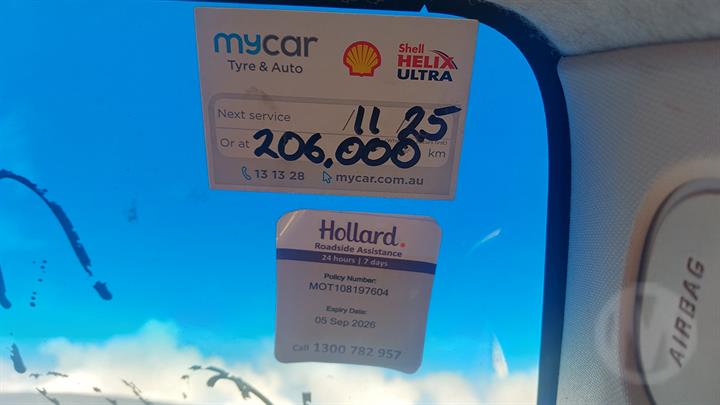 mycar
Tyre & Auto
Shell
HELIX
ULTRA
Next service /11/25
Or at 206,000 km
13 13 28 mycar.com.au
Hollard.
Roadside Assistance
24 hours | 7 days
Policy Number:
MOT108197604
Expiry Date:
05 Sep 2026
Call 1300 782 957
AIRBAG